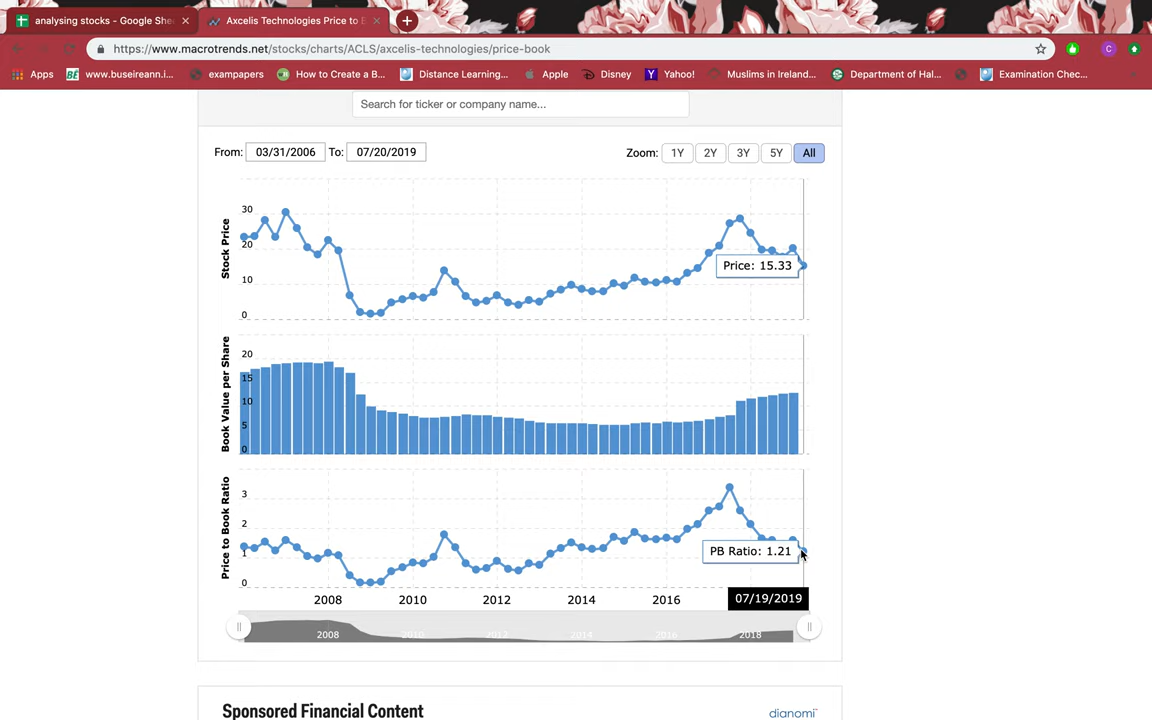 analysing stocks - Google She
Axcelis Technologies Price to B
https://www.macrotrends.net/stocks/charts/ACLS/axcelis-technologies/price-book
C
Apps BÉ www.buseireann.i... exampapers How to Create a B... Distance Learning... Apple Disney Yahoo! Muslims in Ireland... Department of Hal... Examination Chec...
Search for ticker or company name...
From: 03/31/2006 To: 07/20/2019 Zoom: 1Y 2Y 3Y 5Y All
Stock Price
30
20
10
0
Price: 15.33
Book Value per Share
20
15
10
5
0
Price to Book Ratio
3
2
1
0
PB Ratio: 1.21
2008 2010 2012 2014 2016 07/19/2019
2008 2010 2012 2014 2016 2018
Sponsored Financial Content
dianomi